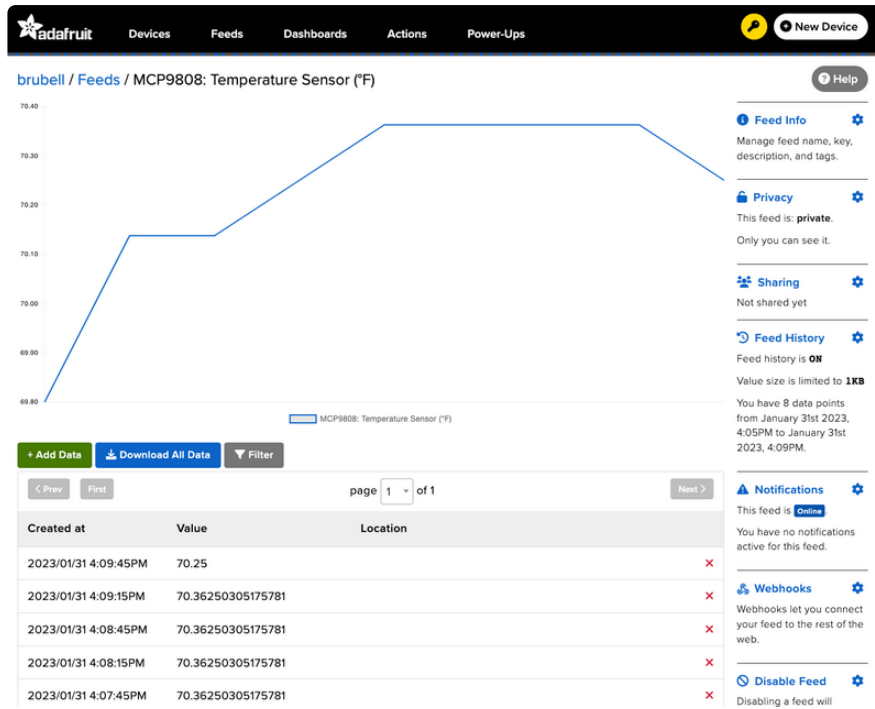 adafruit Devices Feeds Dashboards Actions Power-Ups New Device
brubell / Feeds / MCP9808: Temperature Sensor (°F)
Help
70.40
70.30
70.20
70.10
70.00
69.90
69.80
MCP9808: Temperature Sensor (°F)
+ Add Data Download All Data Filter
< Prev First page 1 of 1 Next >
Created at Value Location
2023/01/31 4:09:45PM 70.25
2023/01/31 4:09:15PM 70.36250305175781
2023/01/31 4:08:45PM 70.36250305175781
2023/01/31 4:08:15PM 70.36250305175781
2023/01/31 4:07:45PM 70.36250305175781
Feed Info
Manage feed name, key,
description, and tags.
Privacy
This feed is: private.
Only you can see it.
Sharing
Not shared yet
Feed History
Feed history is ON
Value size is limited to 1KB
You have 8 data points
from January 31st 2023,
4:05PM to January 31st
2023, 4:09PM.
Notifications
This feed is Online.
You have no notifications
active for this feed.
Webhooks
Webhooks let you connect
your feed to the rest of the
web.
Disable Feed
Disabling a feed will